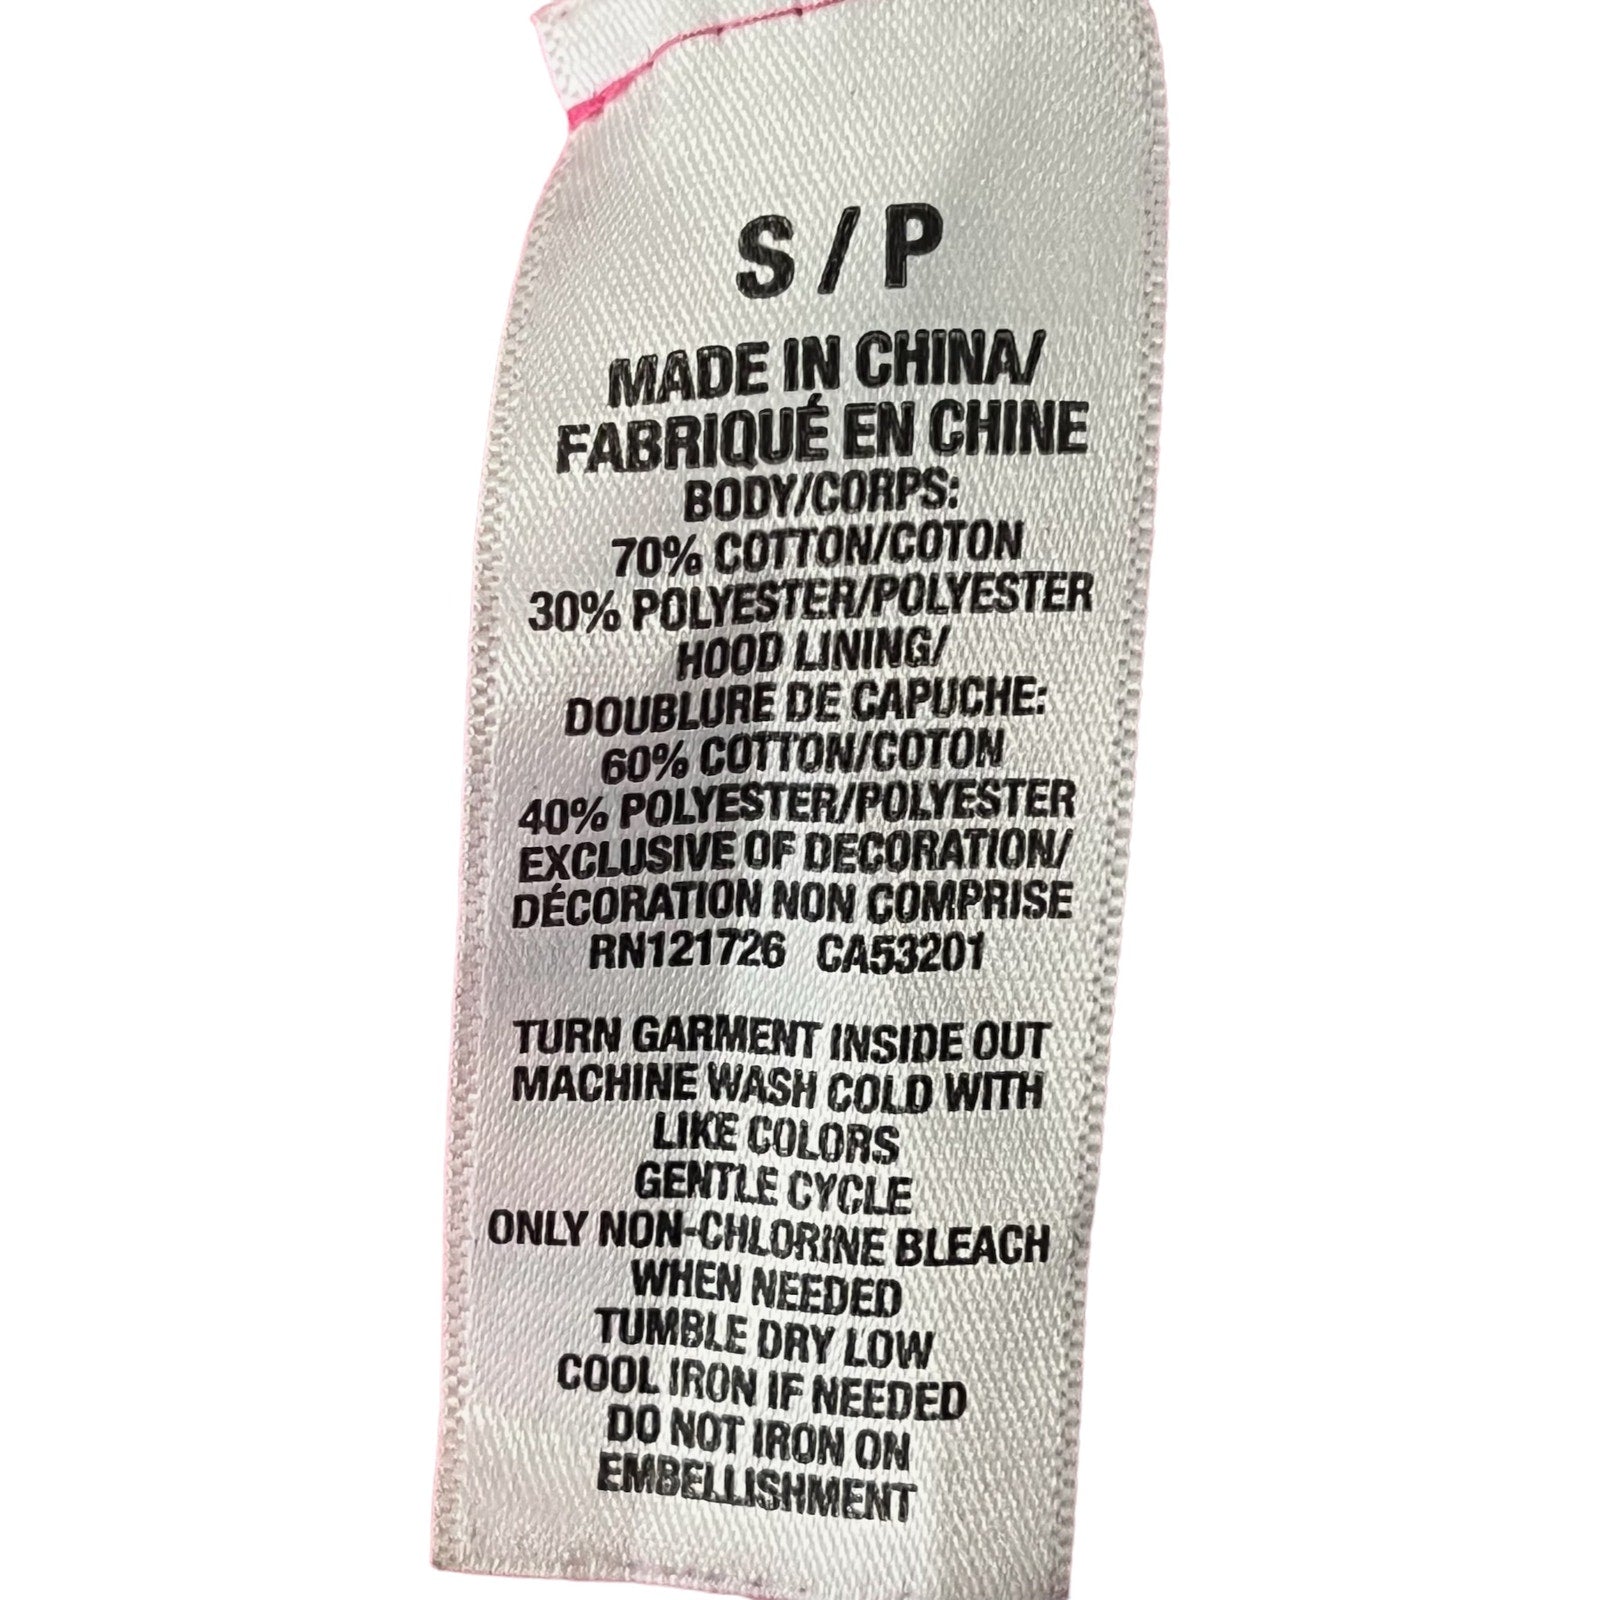 S / P
MADE IN CHINA/
FABRIQUÉ EN CHINE
BODY/CORPS:
70% COTTON/COTON
30% POLYESTER/POLYESTER
HOOD LINING/
DOUBLURE DE CAPUCHE:
60% COTTON/COTON
40% POLYESTER/POLYESTER
EXCLUSIVE OF DECORATION/
DÉCORATION NON COMPRISE
RN121726 CA53201
TURN GARMENT INSIDE OUT
MACHINE WASH COLD WITH
LIKE COLORS
GENTLE CYCLE
ONLY NON-CHLORINE BLEACH
WHEN NEEDED
TUMBLE DRY LOW
COOL IRON IF NEEDED
DO NOT IRON ON
EMBELLISHMENT